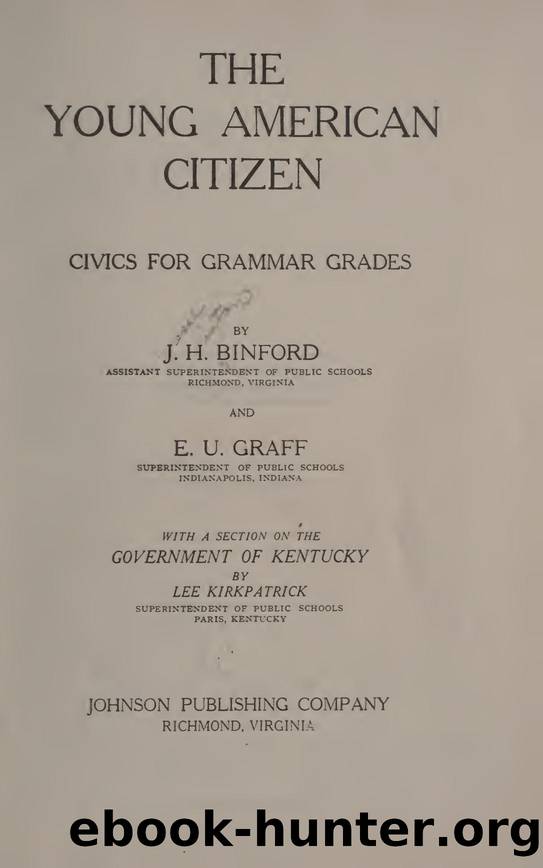 THE
YOUNG AMERICAN
CITIZEN
CIVICS FOR GRAMMAR GRADES
BY
J. H. BINFORD
ASSISTANT SUPERINTENDENT OF PUBLIC SCHOOLS
RICHMOND, VIRGINIA
AND
E. U. GRAFF
SUPERINTENDENT OF PUBLIC SCHOOLS
INDIANAPOLIS, INDIANA
WITH A SECTION ON THE
GOVERNMENT OF KENTUCKY
BY
LEE KIRKPATRICK
SUPERINTENDENT OF PUBLIC SCHOOLS
PARIS, KENTUCKY
JOHNSON PUBLISHING COMPANY
RICHMOND, VIRGINIA
ebook-hunter.org